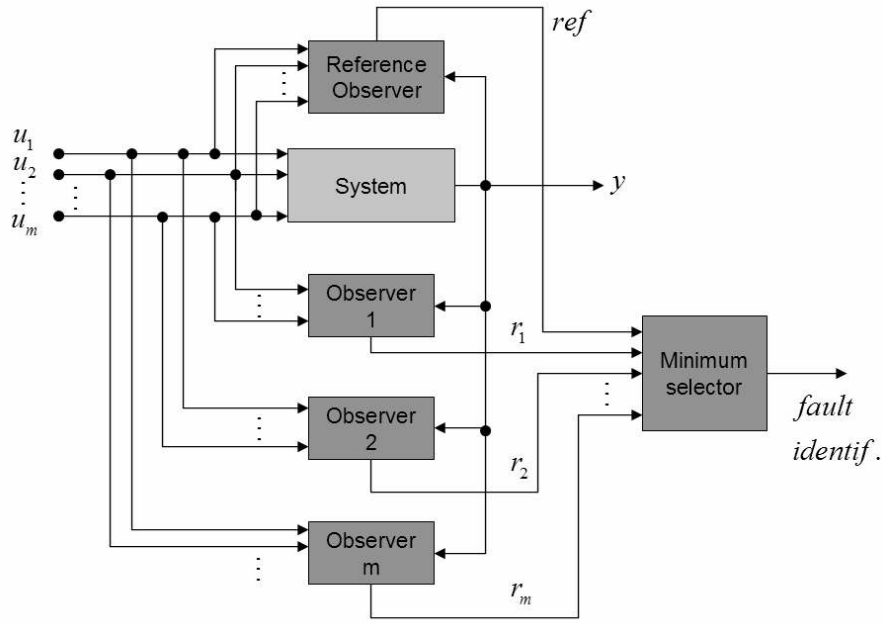 ref
Reference
Observer
u₁
u₂
⋮
uₘ
System
y
Observer
1
r₁
Minimum
selector
fault
identif .
Observer
2
r₂
Observer
m
rₘ